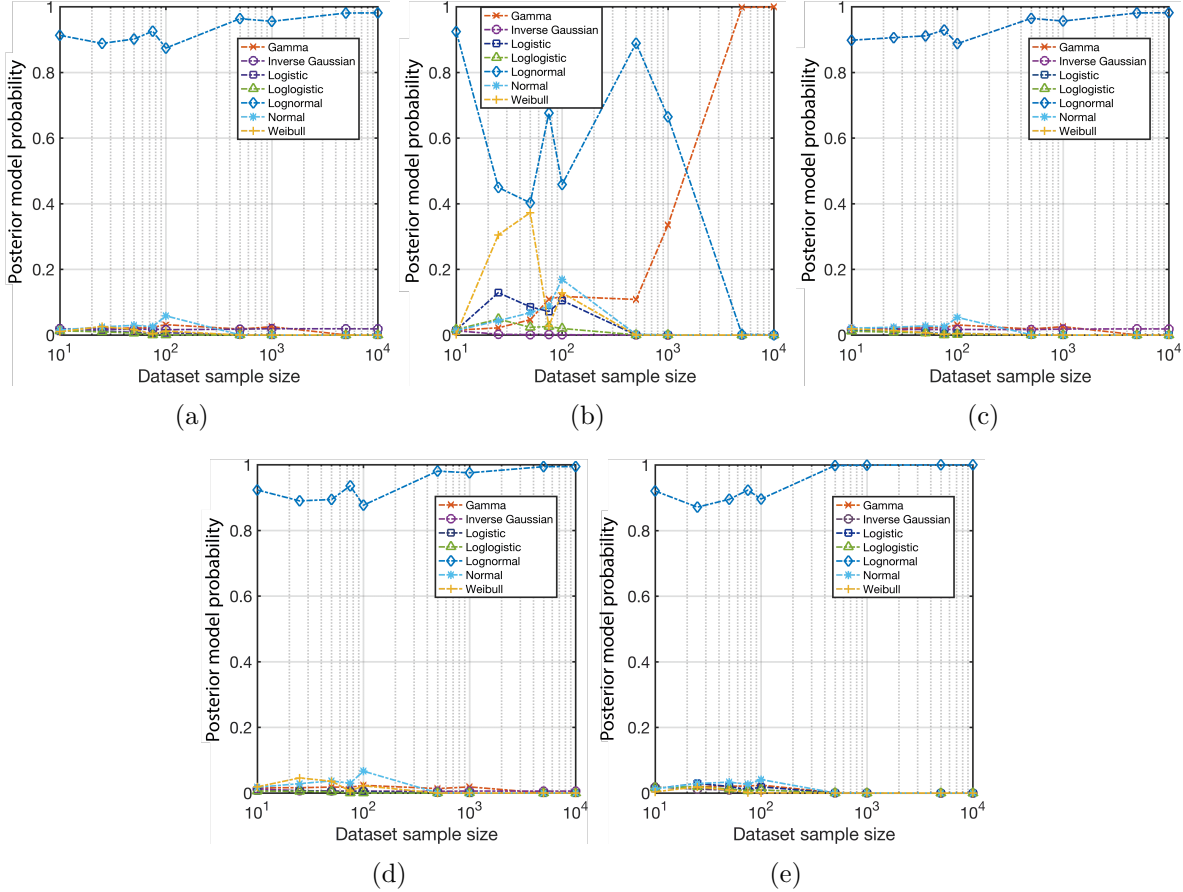 1
0.8
0.6
0.4
0.2
0
10^1
10^2
10^3
10^4
Posterior model probability
Dataset sample size
Gamma
Inverse Gaussian
Logistic
Loglogistic
Lognormal
Normal
Weibull
(a)
1
0.8
0.6
0.4
0.2
0
10^1
10^2
10^3
10^4
Posterior model probability
Dataset sample size
Gamma
Inverse Gaussian
Logistic
Loglogistic
Lognormal
Normal
Weibull
(b)
1
0.8
0.6
0.4
0.2
0
10^1
10^2
10^3
10^4
Posterior model probability
Dataset sample size
Gamma
Inverse Gaussian
Logistic
Loglogistic
Lognormal
Normal
Weibull
(c)
1
0.8
0.6
0.4
0.2
0
10^1
10^2
10^3
10^4
Posterior model probability
Dataset sample size
Gamma
Inverse Gaussian
Logistic
Loglogistic
Lognormal
Normal
Weibull
(d)
1
0.8
0.6
0.4
0.2
0
10^1
10^2
10^3
10^4
Posterior model probability
Dataset sample size
Gamma
Inverse Gaussian
Logistic
Loglogistic
Lognormal
Normal
Weibull
(e)